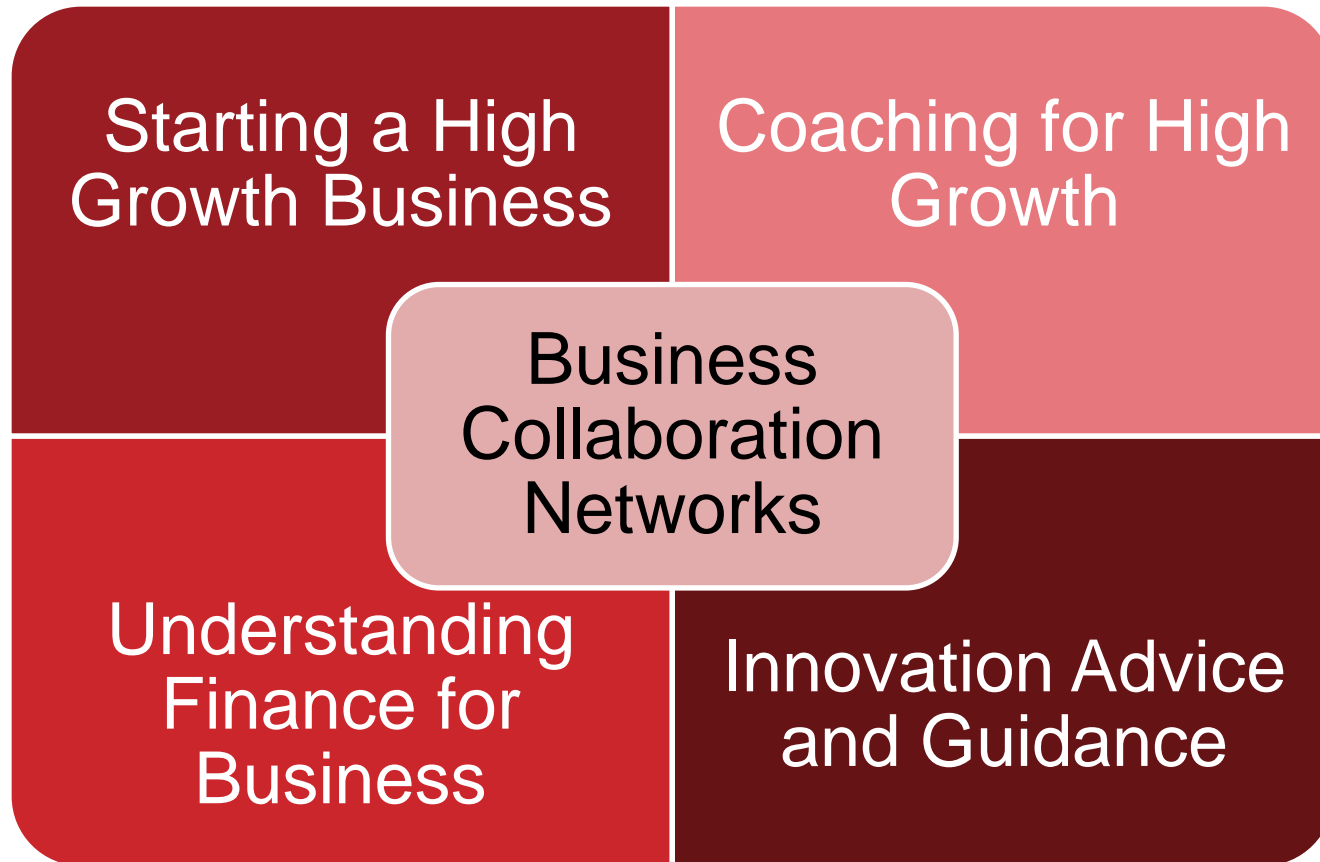 Starting a High
Growth Business
Coaching for High
Growth
Business
Collaboration
Networks
Understanding
Finance for
Business
Innovation Advice
and Guidance